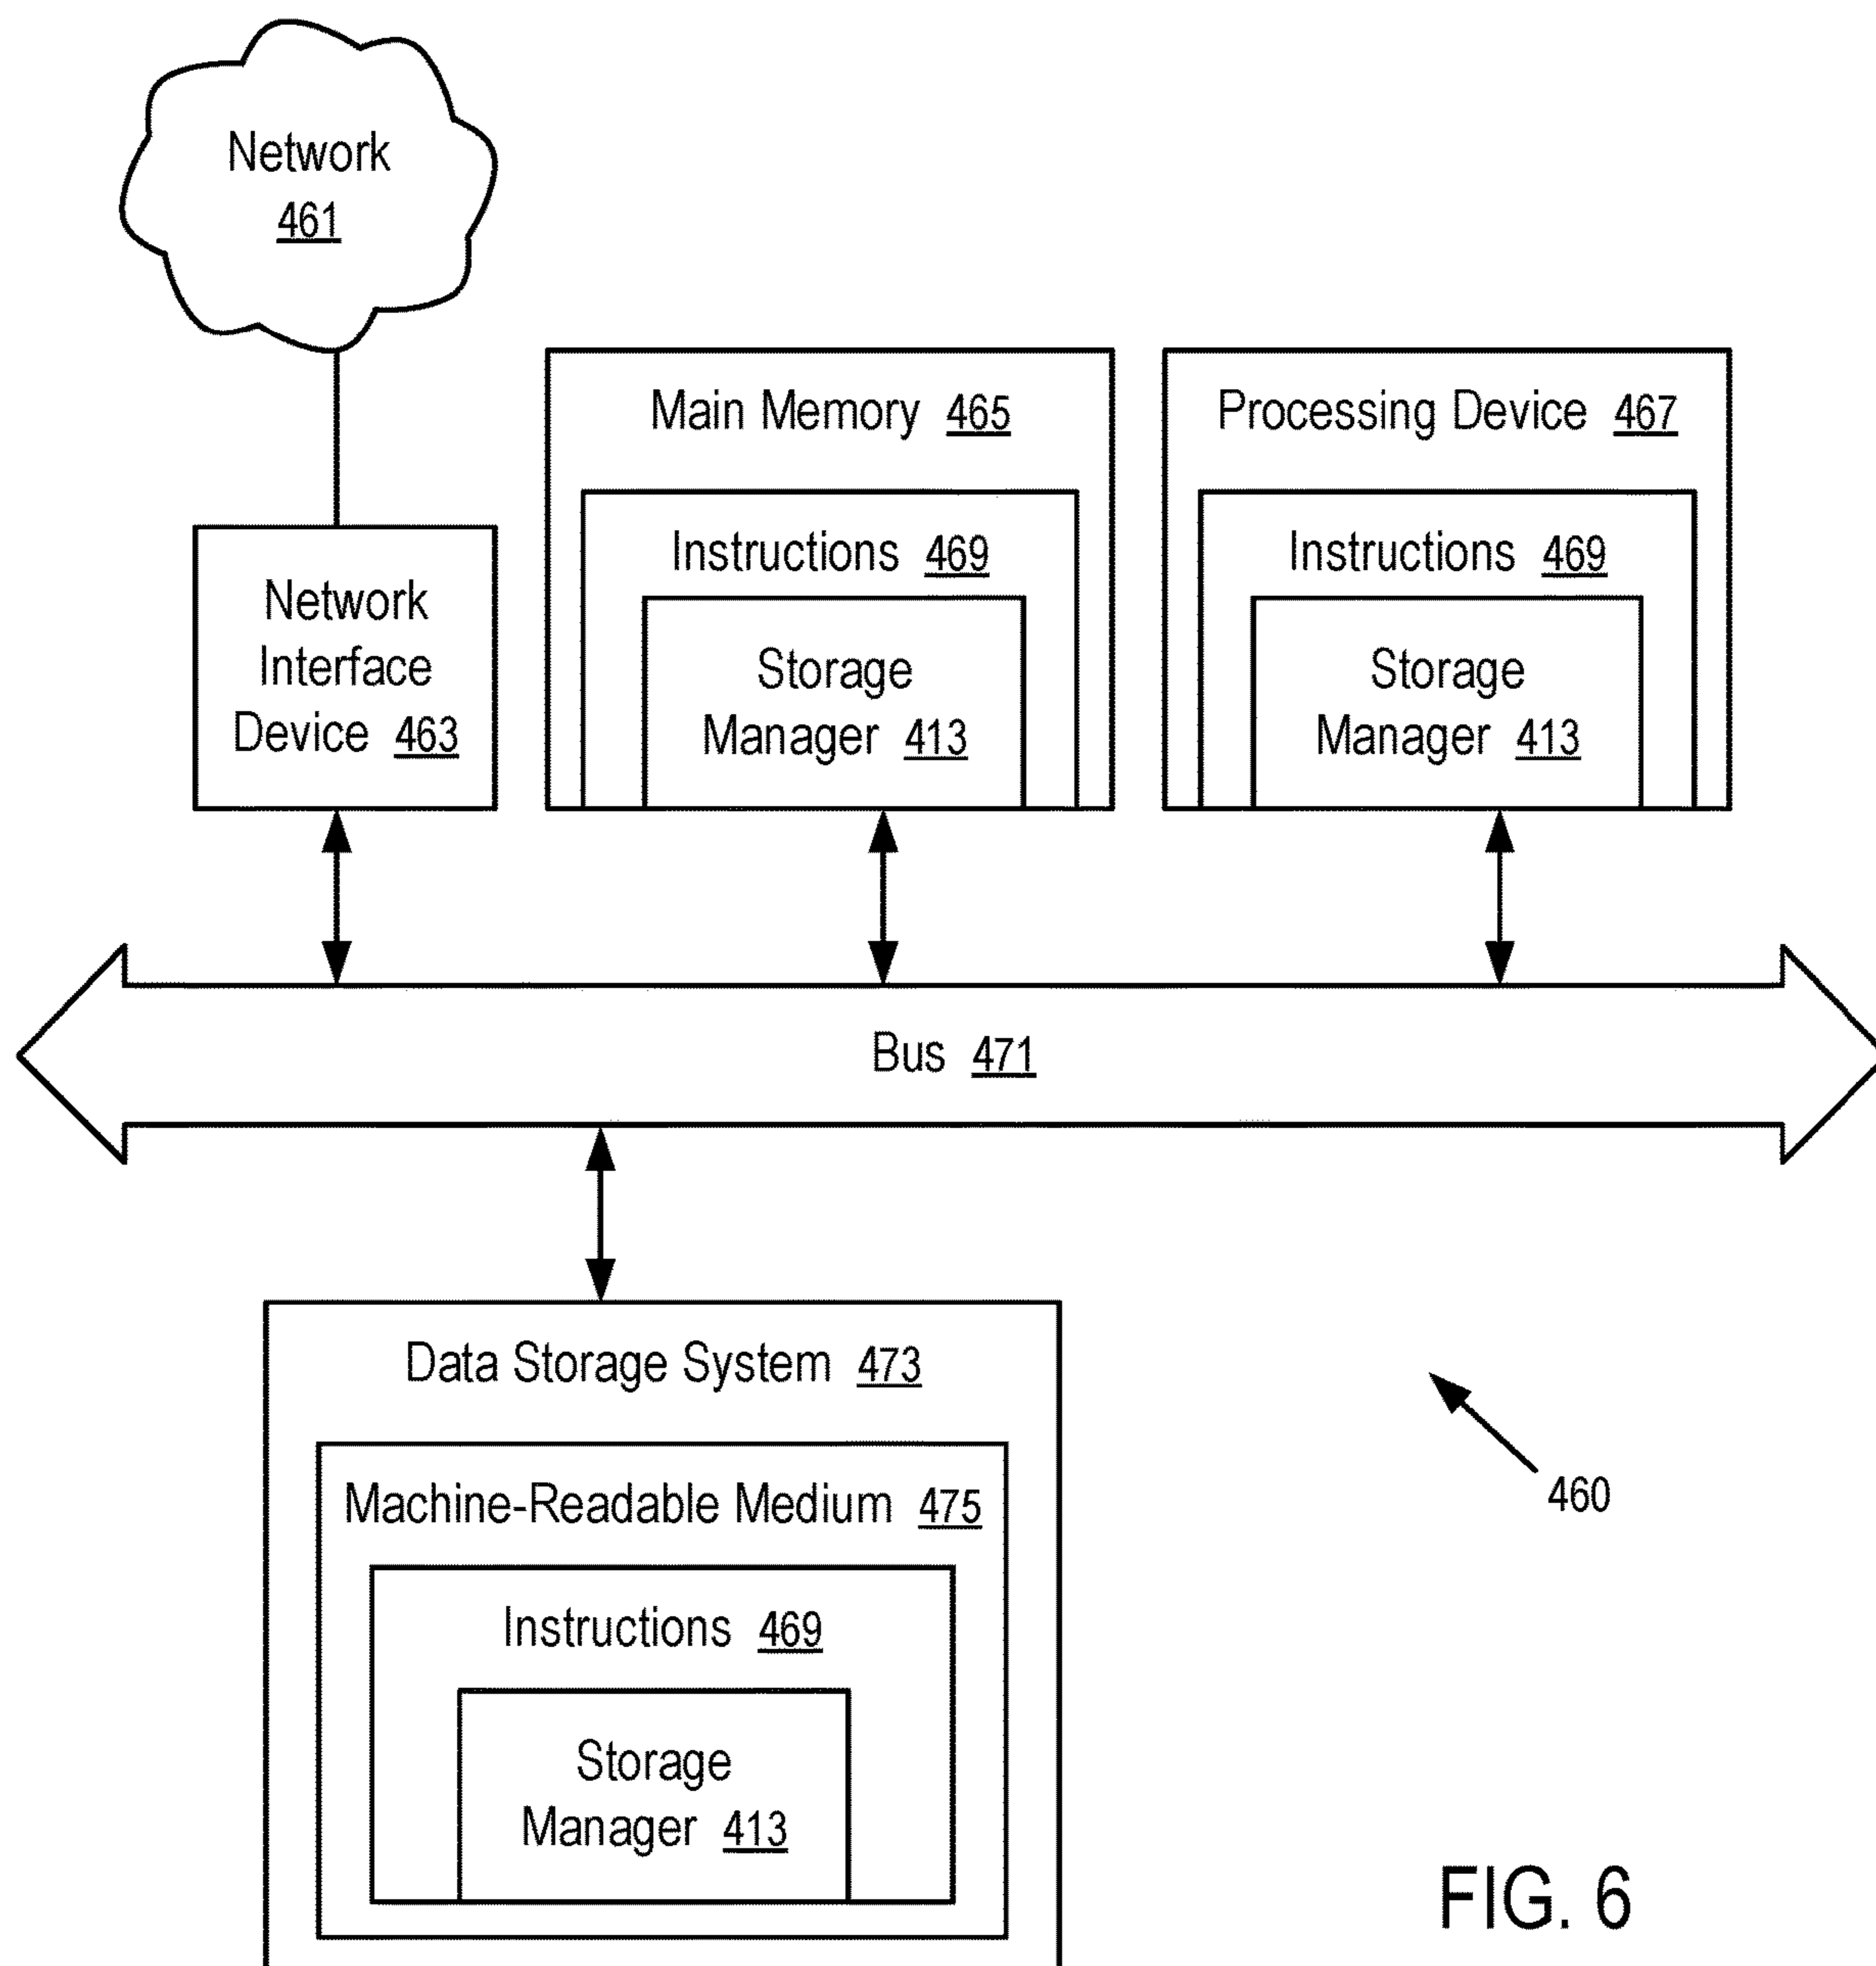 Network
461
Main Memory 465
Processing Device 467
Instructions 469
Instructions 469
Network
Interface
Device 463
Storage
Manager 413
Storage
Manager 413
Bus 471
Data Storage System 473
Machine-Readable Medium 475
460
Instructions 469
Storage
Manager 413
FIG. 6